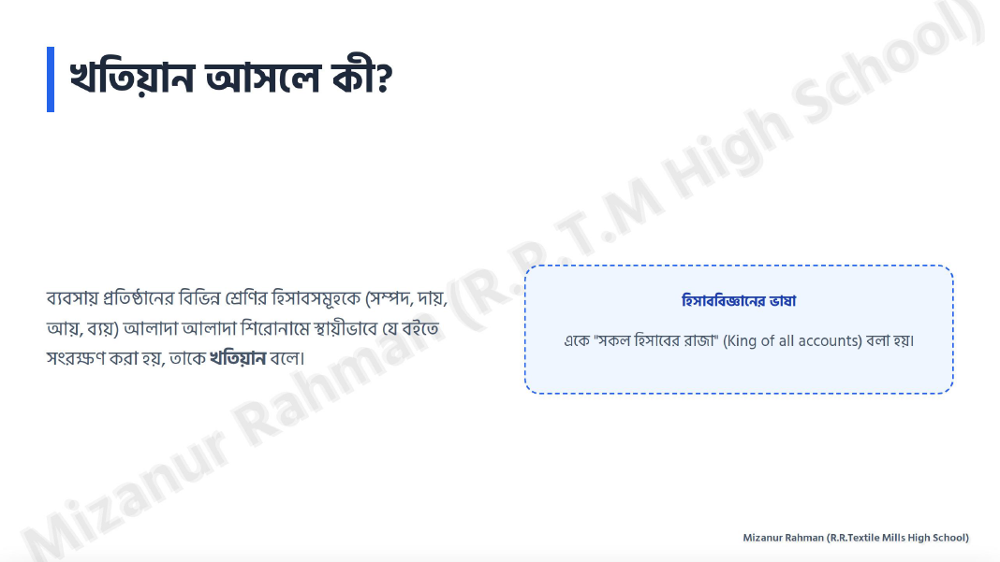 খতিয়ান আসলে কী?
ব্যবসায় প্রতিষ্ঠানের বিভিন্ন শ্রেণির হিসাবসমূহকে (সম্পদ, দায়,
আয়, ব্যয়) আলাদা আলাদা শিরোনামে স্থায়ীভাবে যে বইতে
সংরক্ষণ করা হয়, তাকে খতিয়ান বলে।
হিসাববিজ্ঞানের ভাষা
একে "সকল হিসাবের রাজা" (King of all accounts) বলা হয়।
Mizanur Rahman (R.R.T.M High School)
Mizanur Rahman (R.R.Textile Mills High School)